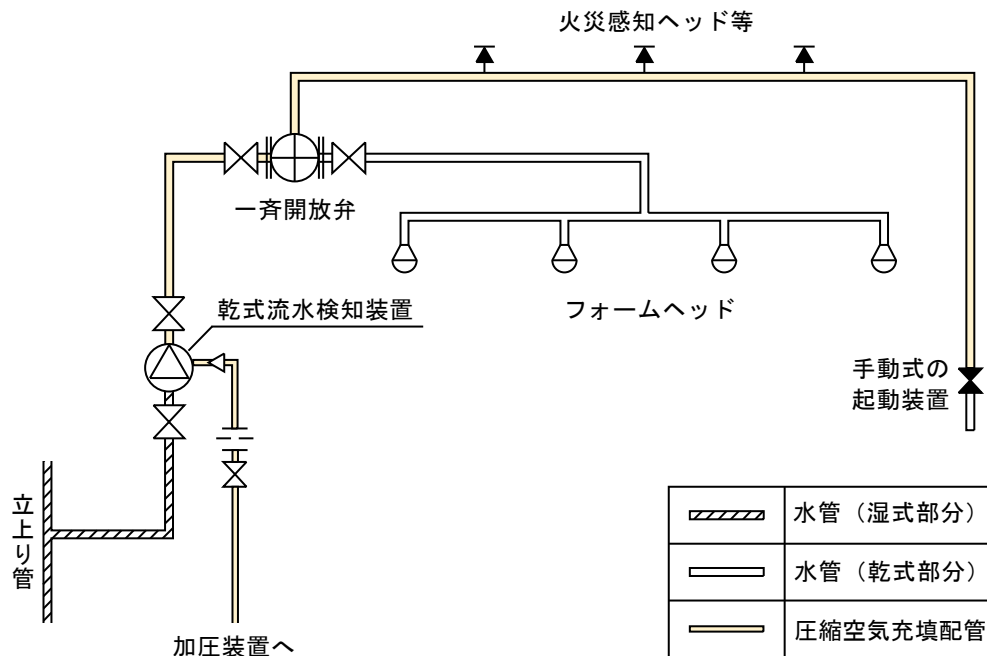 火災感知ヘッド等
一斉開放弁
乾式流水検知装置
フォームヘッド
手動式の
起動装置
立上り管
加圧装置へ
水管（湿式部分）
水管（乾式部分）
圧縮空気充填配管